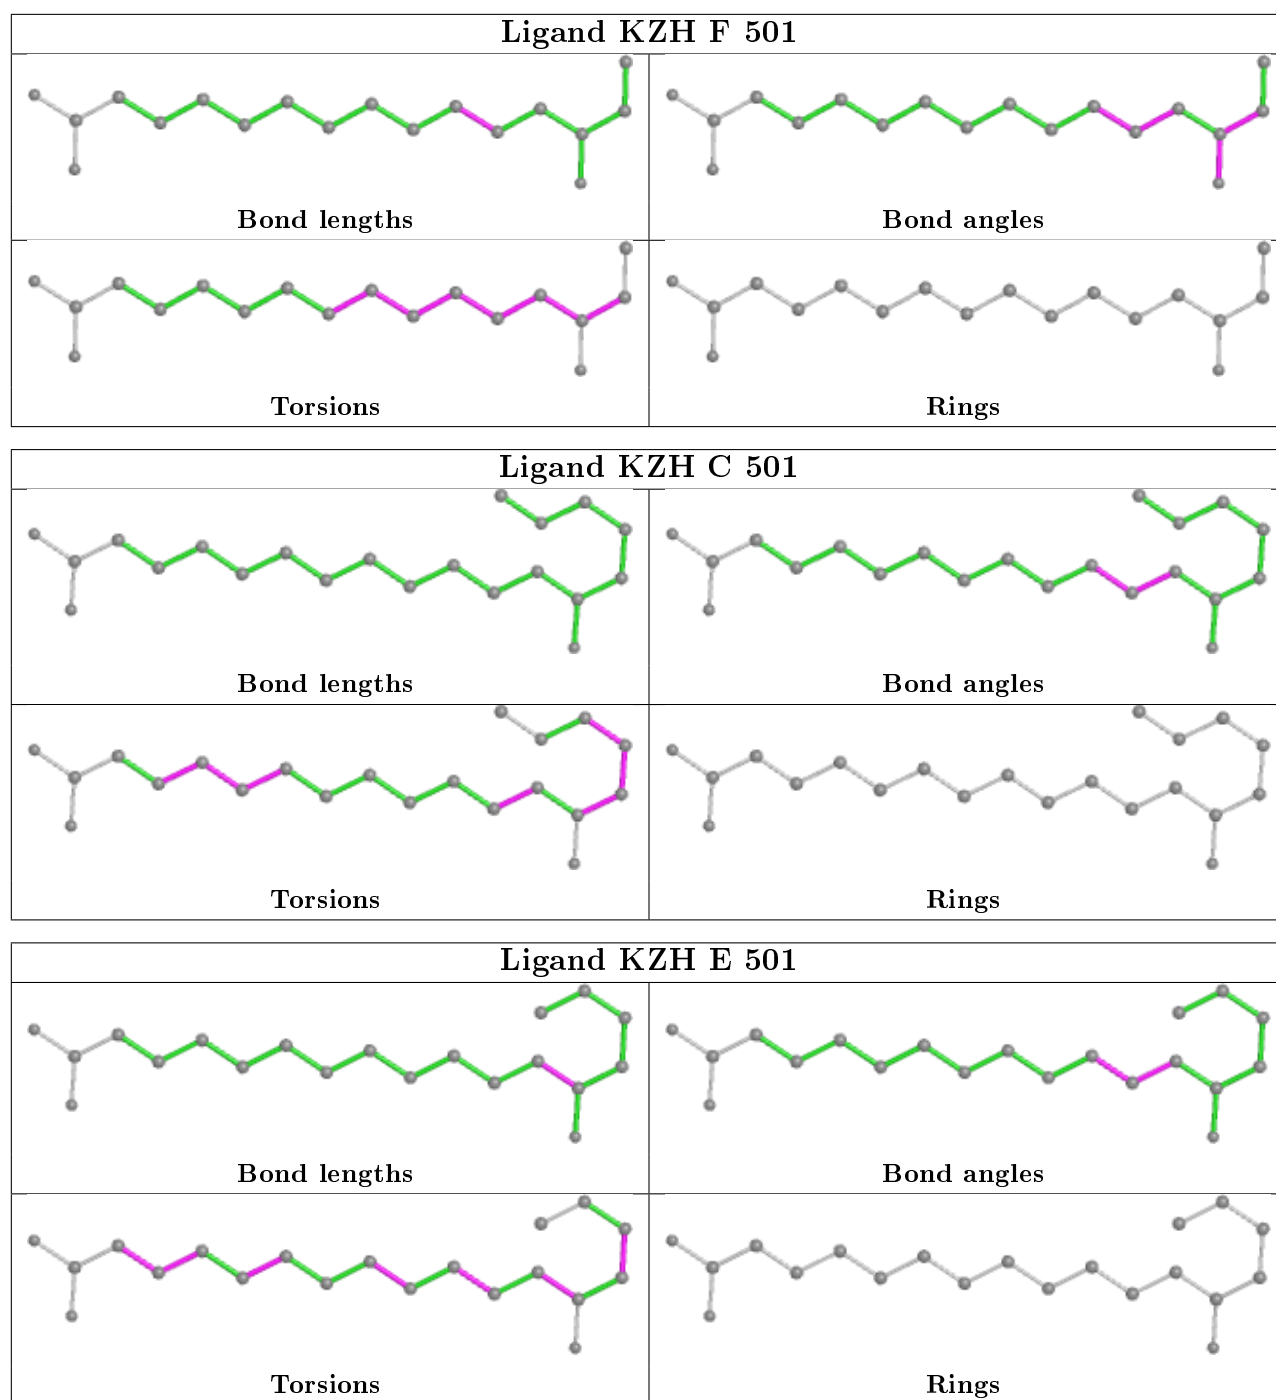 Ligand KZH F 501
Bond lengths
Bond angles
Torsions
Rings
Ligand KZH C 501
Bond lengths
Bond angles
Torsions
Rings
Ligand KZH E 501
Bond lengths
Bond angles
Torsions
Rings